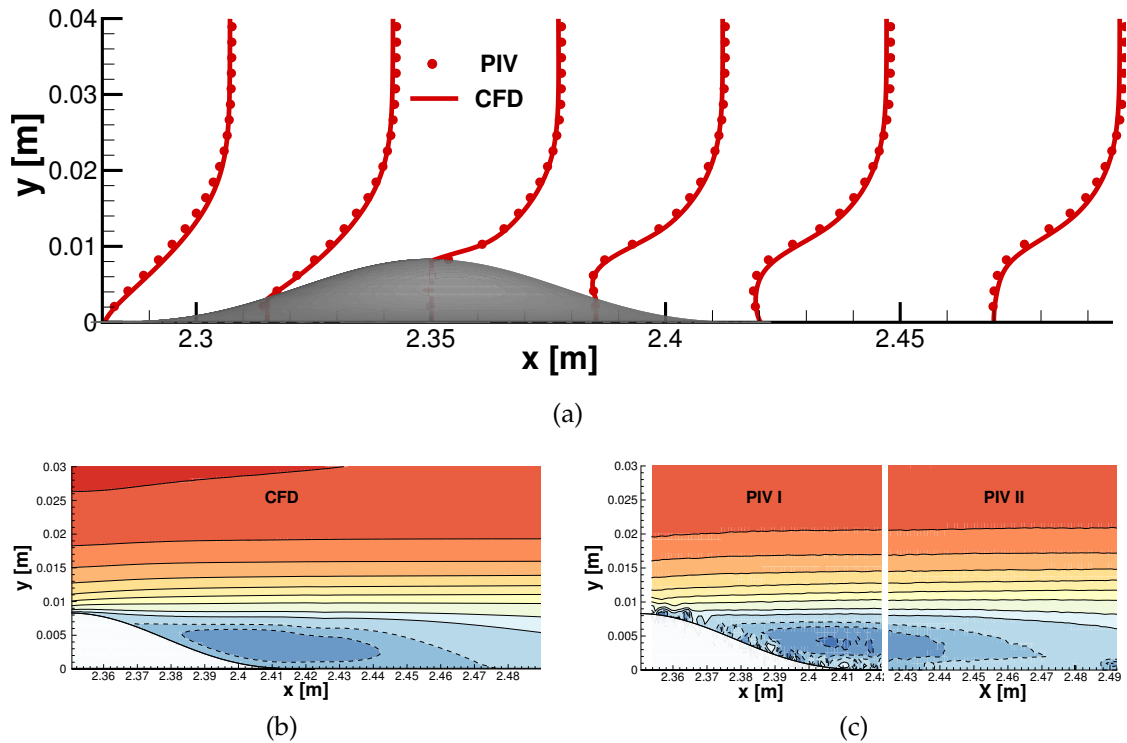 0.04
0.04
0.02
0.01
0
y [m]
PIV
CFD
2.3 2.35 2.4 2.45
x [m]
(a)
0.03
0.025
0.02
0.015
0.01
0.005
0
y [m]
CFD
2.36 2.37 2.38 2.39 2.4 2.41 2.42 2.43 2.44 2.45 2.46 2.47 2.48
x [m]
(b)
0.03
0.025
0.02
0.015
0.01
0.005
0
y [m]
PIV I
PIV II
2.36 2.37 2.38 2.39 2.4 2.41 2.42
2.43 2.44 2.45 2.46 2.47 2.48 2.49
x [m]
X [m]
(c)